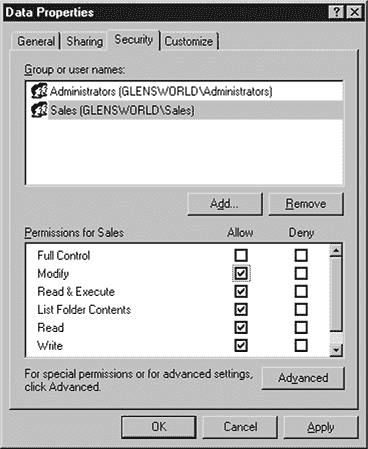 Data Properties
General Sharing Security Customize
Group or user names:
Administrators (GLENSWORLD\Administrators)
Sales (GLENSWORLD\Sales)
Add... Remove
Permissions for Sales Allow Deny
Full Control
Modify
Read & Execute
List Folder Contents
Read
Write
For special permissions or for advanced settings,
click Advanced.
Advanced
OK Cancel Apply